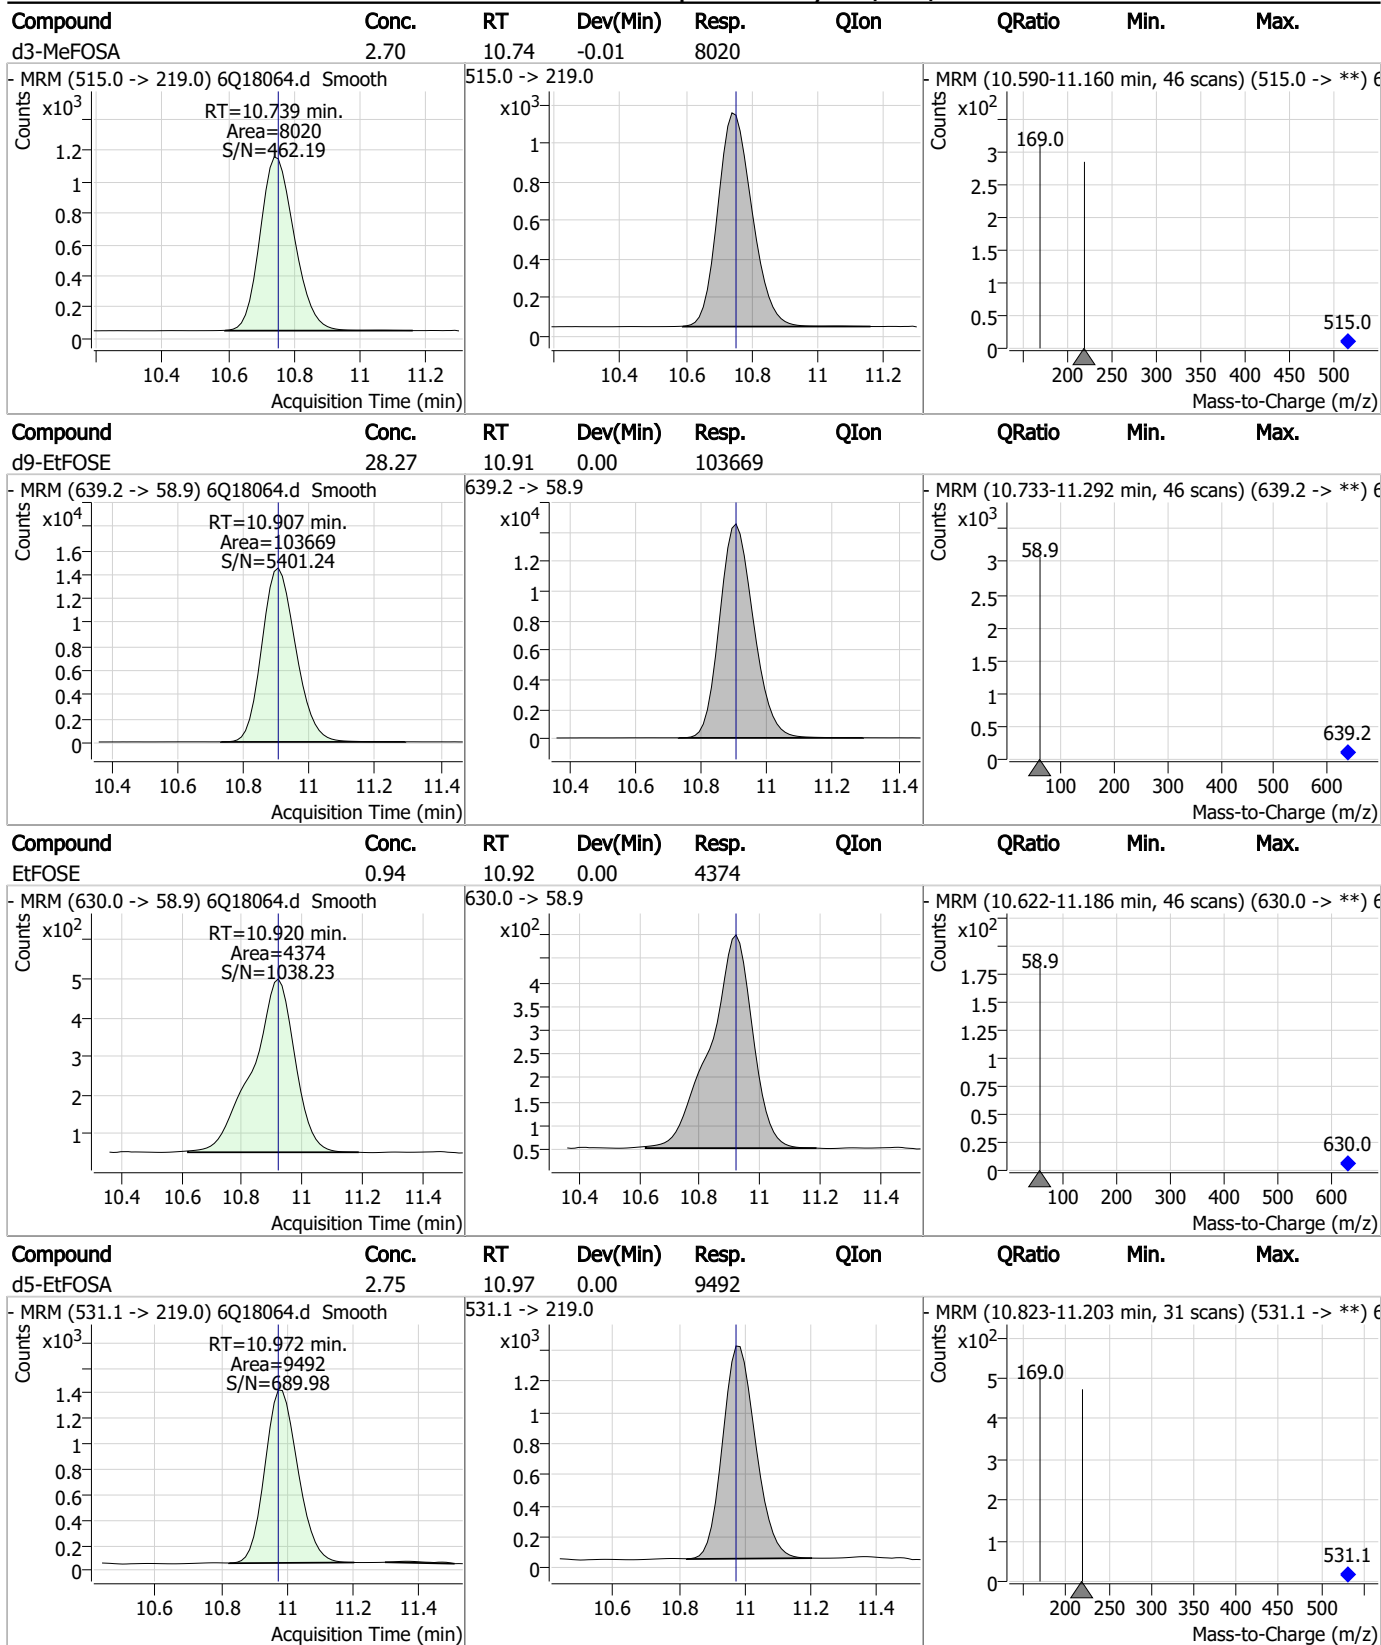 Compound Conc. RT Dev(Min) Resp. QIon QRatio Min. Max.
d3-MeFOSA 2.70 10.74 -0.01 8020
- MRM (515.0 -> 219.0) 6Q18064.d Smooth
515.0 -> 219.0
- MRM (10.590-11.160 min, 46 scans) (515.0 -> **) 6
Counts
x10³
RT=10.739 min.
Area=8020
S/N=462.19
1.2
1
0.8
0.6
0.4
0.2
0
10.4 10.6 10.8 11 11.2
Acquisition Time (min)
x10³
1
0.8
0.6
0.4
0.2
0
10.4 10.6 10.8 11 11.2
Counts
x10²
169.0
3
2.5
2
1.5
1
0.5
0
515.0
200 250 300 350 400 450 500
Mass-to-Charge (m/z)
Compound Conc. RT Dev(Min) Resp. QIon QRatio Min. Max.
d9-EtFOSE 28.27 10.91 0.00 103669
- MRM (639.2 -> 58.9) 6Q18064.d Smooth
639.2 -> 58.9
- MRM (10.733-11.292 min, 46 scans) (639.2 -> **) 6
Counts
x10⁴
RT=10.907 min.
Area=103669
S/N=5401.24
1.6
1.4
1.2
1
0.8
0.6
0.4
0.2
0
10.4 10.6 10.8 11 11.2 11.4
Acquisition Time (min)
x10⁴
1.2
1
0.8
0.6
0.4
0.2
0
10.4 10.6 10.8 11 11.2 11.4
Counts
x10³
58.9
3
2.5
2
1.5
1
0.5
0
639.2
100 200 300 400 500 600
Mass-to-Charge (m/z)
Compound Conc. RT Dev(Min) Resp. QIon QRatio Min. Max.
EtFOSE 0.94 10.92 0.00 4374
- MRM (630.0 -> 58.9) 6Q18064.d Smooth
630.0 -> 58.9
- MRM (10.622-11.186 min, 46 scans) (630.0 -> **) 6
Counts
x10²
RT=10.920 min.
Area=4374
S/N=1038.23
5
4
3
2
1
10.4 10.6 10.8 11 11.2 11.4
Acquisition Time (min)
x10²
4
3.5
3
2.5
2
1.5
1
0.5
10.4 10.6 10.8 11 11.2 11.4
Counts
x10²
58.9
1.75
1.5
1.25
1
0.75
0.5
0.25
0
630.0
100 200 300 400 500 600
Mass-to-Charge (m/z)
Compound Conc. RT Dev(Min) Resp. QIon QRatio Min. Max.
d5-EtFOSA 2.75 10.97 0.00 9492
- MRM (531.1 -> 219.0) 6Q18064.d Smooth
531.1 -> 219.0
- MRM (10.823-11.203 min, 31 scans) (531.1 -> **) 6
Counts
x10³
RT=10.972 min.
Area=9492
S/N=689.98
1.4
1.2
1
0.8
0.6
0.4
0.2
0
10.6 10.8 11 11.2 11.4
Acquisition Time (min)
x10³
1.2
1
0.8
0.6
0.4
0.2
0
10.6 10.8 11 11.2 11.4
Counts
x10²
169.0
5
4
3
2
1
0
531.1
200 250 300 350 400 450 500
Mass-to-Charge (m/z)